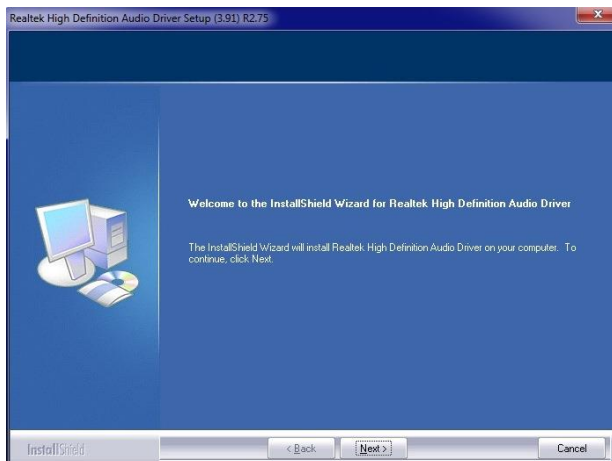 Realtek High Definition Audio Driver Setup (3.91) R2.75
Welcome to the InstallShield Wizard for Realtek High Definition Audio Driver
The InstallShield Wizard will install Realtek High Definition Audio Driver on your computer. To
continue, click Next.
InstallShield
< Back
Next >
Cancel